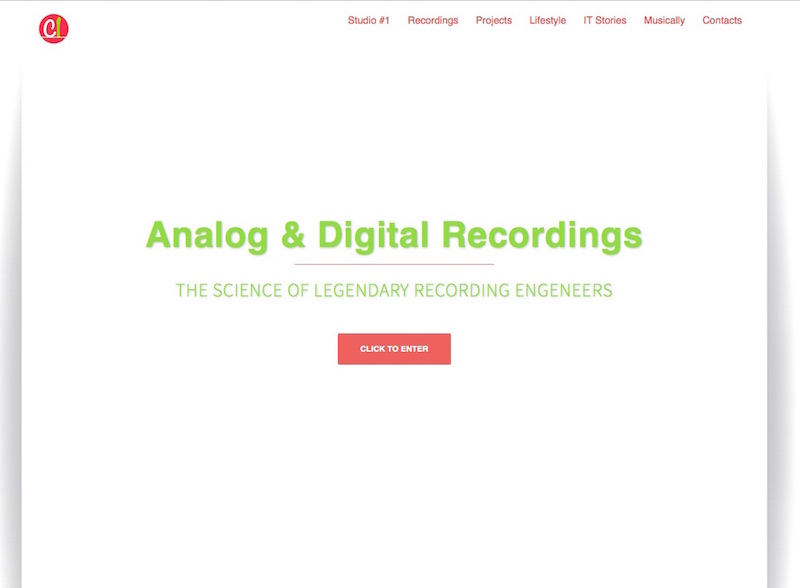 Studio #1 Recordings Projects Lifestyle IT Stories Musically Contacts
Analog & Digital Recordings
THE SCIENCE OF LEGENDARY RECORDING ENGENEERS
CLICK TO ENTER